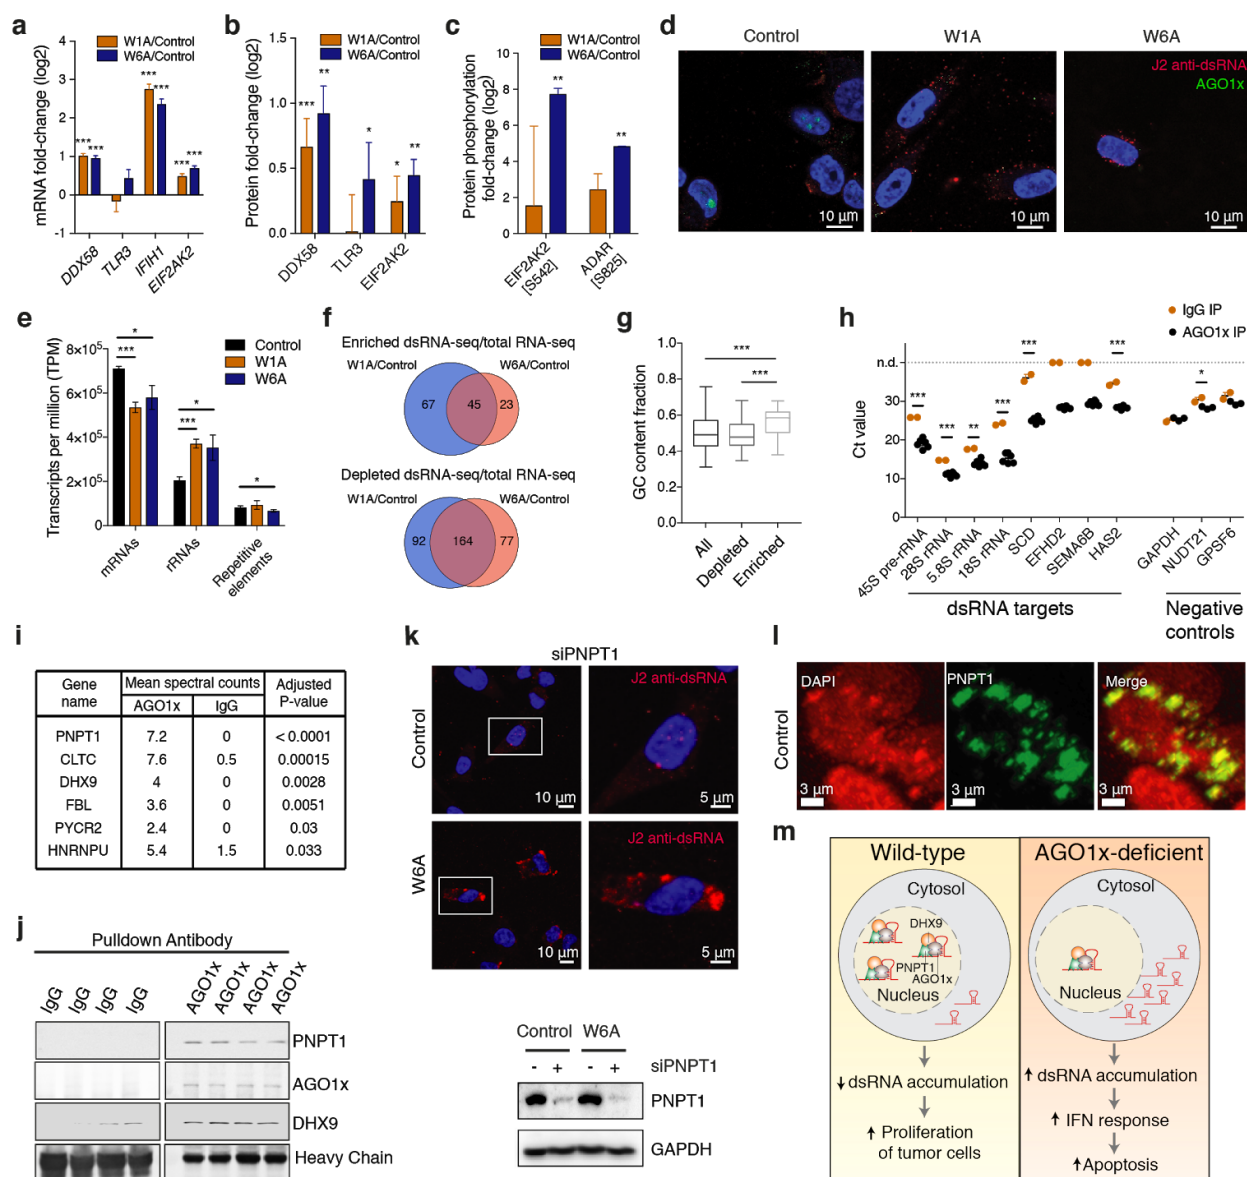 a
W1A/Control
W6A/Control
mRNA fold-change (log2)
4
3
2
1
0
-1
***
***
***
***
***
***
DDX58
TLR3
IFIH1
EIF2AK2
b
W1A/Control
W6A/Control
Protein fold-change (log2)
1.5
1.0
0.5
0.0
***
**
*
*
**
DDX58
TLR3
EIF2AK2
c
W1A/Control
W6A/Control
Protein phosphorylation
fold-change (log2)
10
8
6
4
2
0
**
**
EIF2AK2
[S542]
ADAR
[S825]
d
Control
W1A
W6A
J2 anti-dsRNA
AGO1x
10 µm
10 µm
10 µm
e
Control
W1A
W6A
Transcripts per million (TPM)
8×10⁵
6×10⁵
4×10⁵
2×10⁵
0
*
***
*
***
*
mRNAs
rRNAs
Repetitive
elements
f
Enriched dsRNA-seq/total RNA-seq
W1A/Control
W6A/Control
67
45
23
Depleted dsRNA-seq/total RNA-seq
W1A/Control
W6A/Control
92
164
77
g
GC content fraction
1.0
0.8
0.6
0.4
0.2
0.0
***
***
All
Depleted
Enriched
h
IgG IP
AGO1x IP
Ct value
n.d.
30
20
10
0
***
***
**
***
***
***
*
45S pre-rRNA
28S rRNA
5.8S rRNA
18S rRNA
SCD
EFHD2
SEMA6B
HAS2
GAPDH
NUDT21
GPSF6
dsRNA targets
Negative
controls
i
Gene
name
Mean spectral counts
AGO1x
IgG
Adjusted
P-value
PNPT1 7.2 0 < 0.0001
CLTC 7.6 0.5 0.00015
DHX9 4 0 0.0028
FBL 3.6 0 0.0051
PYCR2 2.4 0 0.03
HNRNPU 5.4 1.5 0.033
j
Pulldown Antibody
IgG
IgG
IgG
IgG
AGO1x
AGO1x
AGO1x
AGO1x
PNPT1
AGO1x
DHX9
Heavy Chain
k
siPNPT1
Control
W6A
J2 anti-dsRNA
10 µm
5 µm
J2 anti-dsRNA
10 µm
5 µm
Control W6A
- + - + siPNPT1
PNPT1
GAPDH
l
Control
DAPI
PNPT1
Merge
3 µm
3 µm
3 µm
m
Wild-type
Cytosol
DHX9
PNPT1
AGO1x
Nucleus
dsRNA accumulation
Proliferation
of tumor cells
AGO1x-deficient
Cytosol
Nucleus
dsRNA accumulation
IFN response
Apoptosis